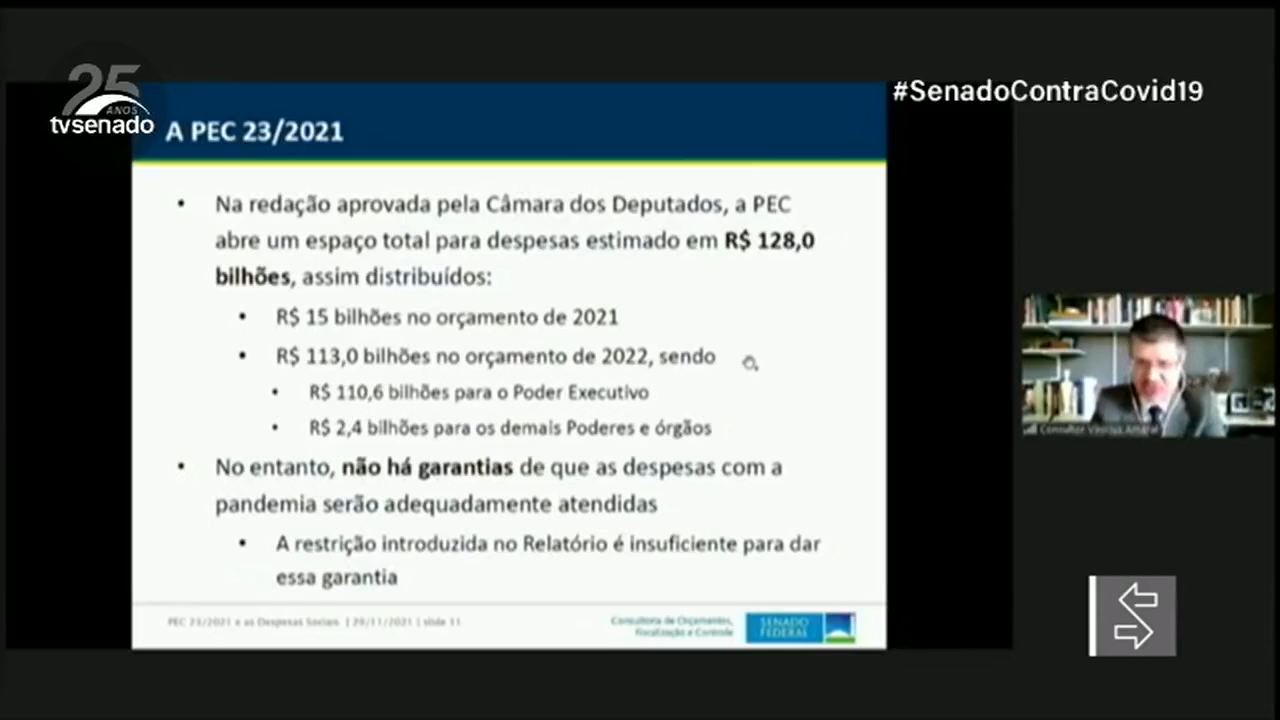 25
ANOS
tvsenado
#SenadoContraCovid19
A PEC 23/2021
• Na redação aprovada pela Câmara dos Deputados, a PEC
abre um espaço total para despesas estimado em R$ 128,0
bilhões, assim distribuídos:
• R$ 15 bilhões no orçamento de 2021
• R$ 113,0 bilhões no orçamento de 2022, sendo
• R$ 110,6 bilhões para o Poder Executivo
• R$ 2,4 bilhões para os demais Poderes e órgãos
• No entanto, não há garantias de que as despesas com a
pandemia serão adequadamente atendidas
• A restrição introduzida no Relatório é insuficiente para dar
essa garantia
PEC 23/2021 e as Despesas Sociais | 29/11/2021 | slide 11
Consultoria de Orçamentos,
Fiscalização e Controle
SENADO
FEDERAL
Consultor Vinicius Amaral